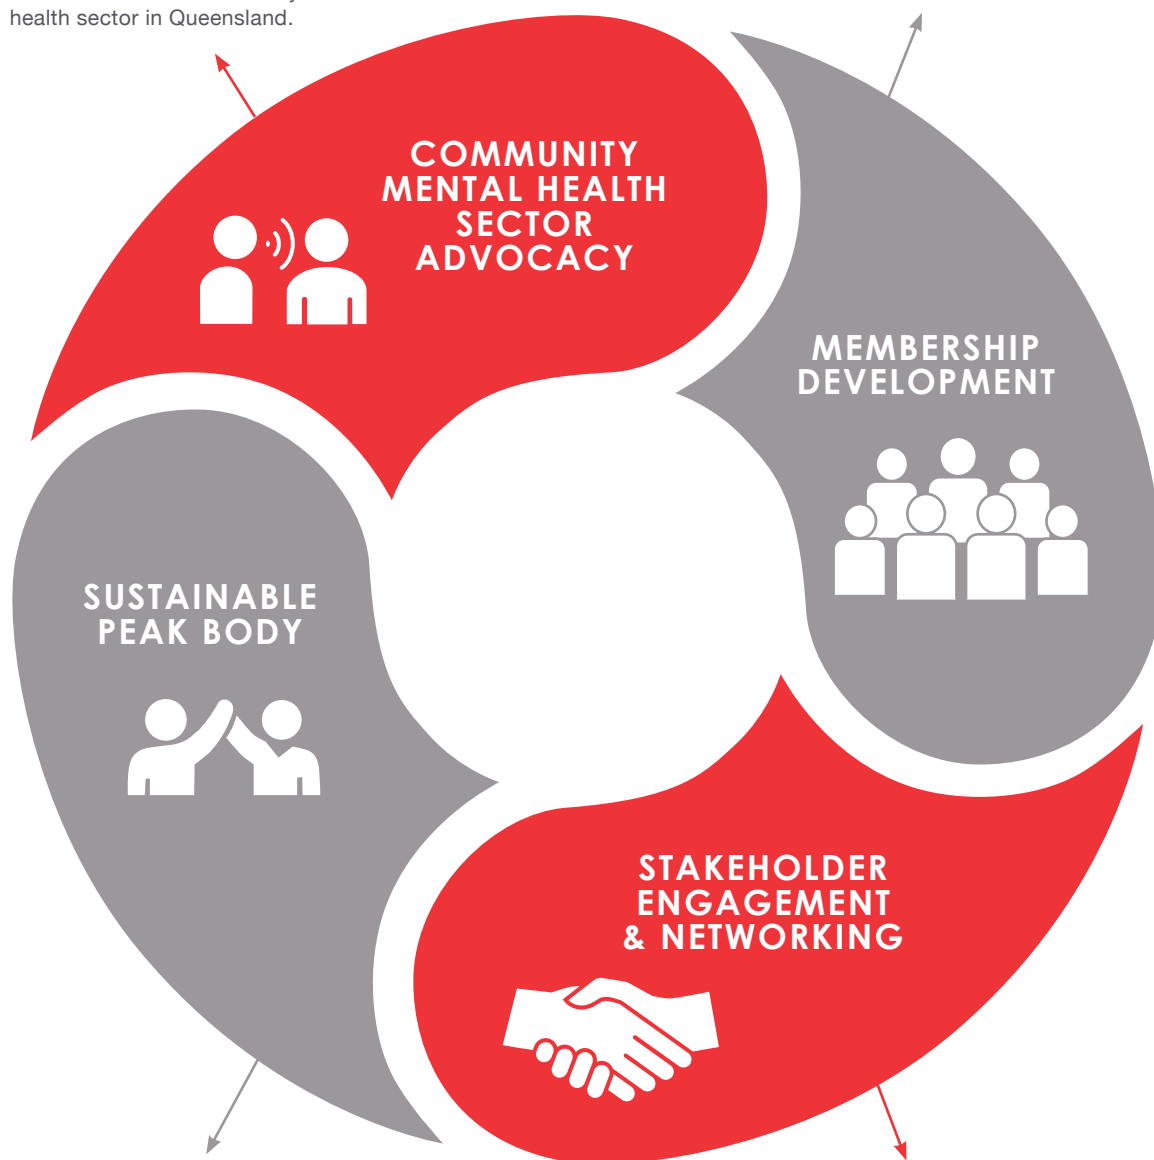 health sector in Queensland.
COMMUNITY
MENTAL HEALTH
SECTOR
ADVOCACY
MEMBERSHIP
DEVELOPMENT
SUSTAINABLE
PEAK BODY
STAKEHOLDER
ENGAGEMENT
& NETWORKING